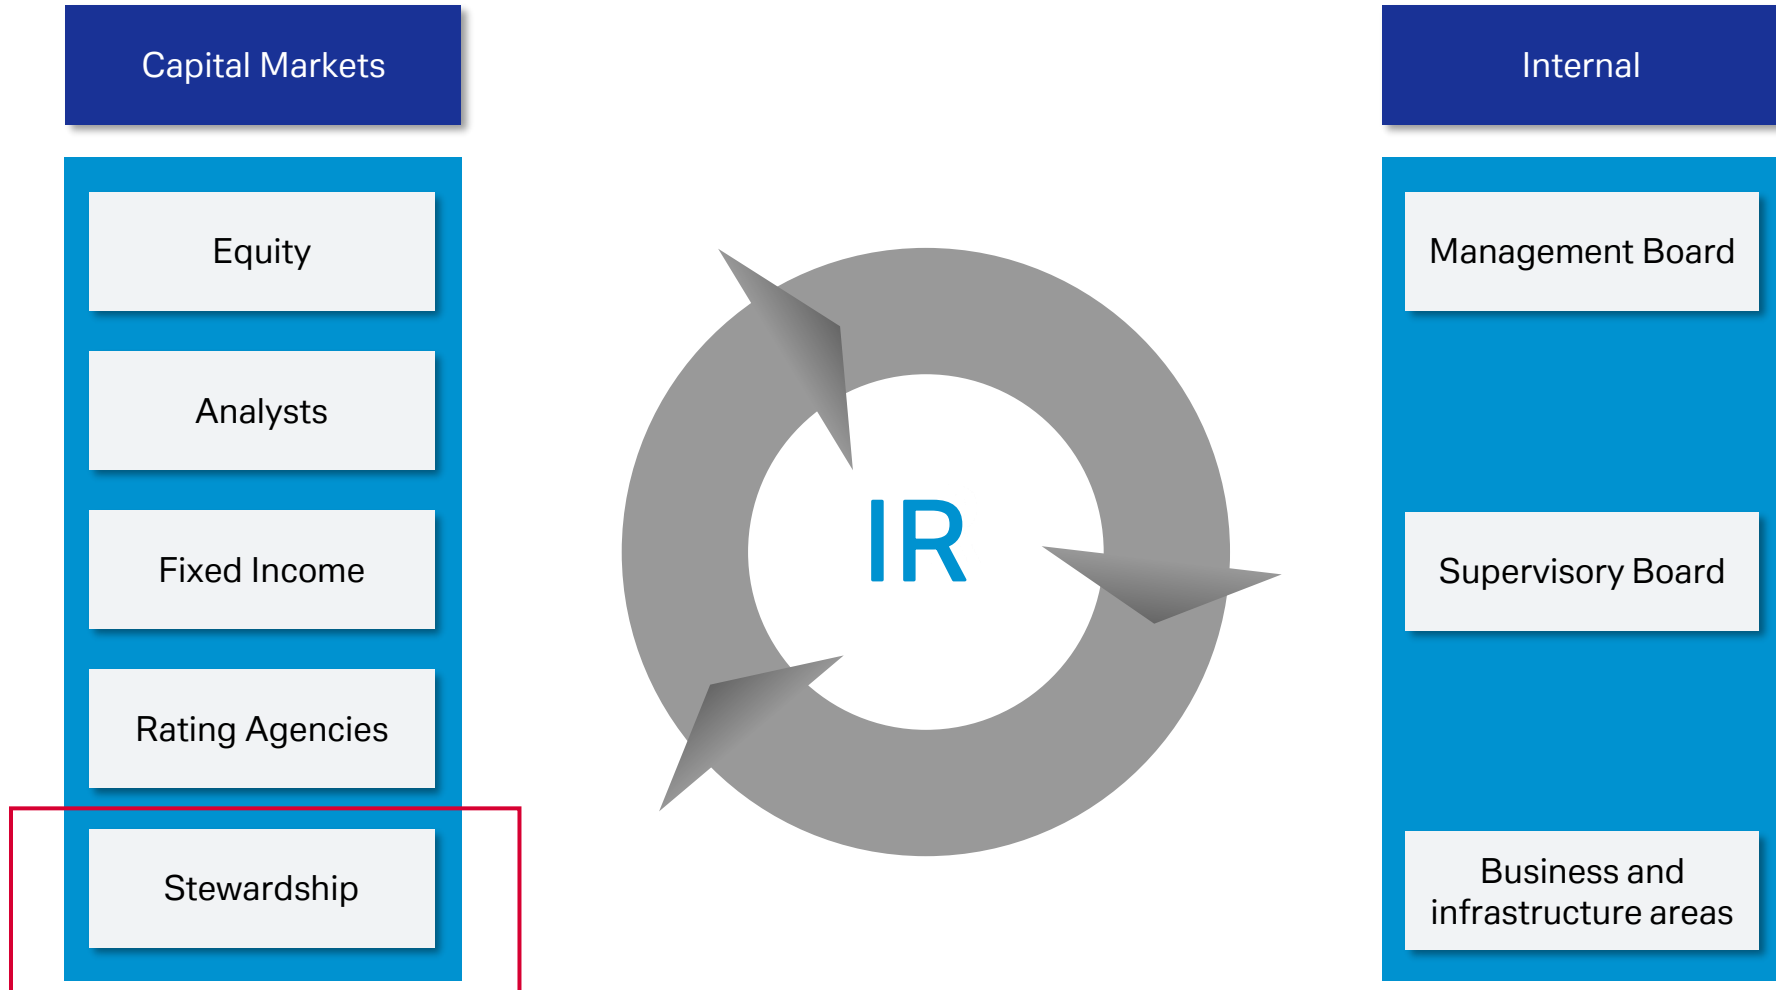 Capital Markets
Equity
Analysts
Fixed Income
Rating Agencies
Stewardship
IR
Internal
Management Board
Supervisory Board
Business and
infrastructure areas